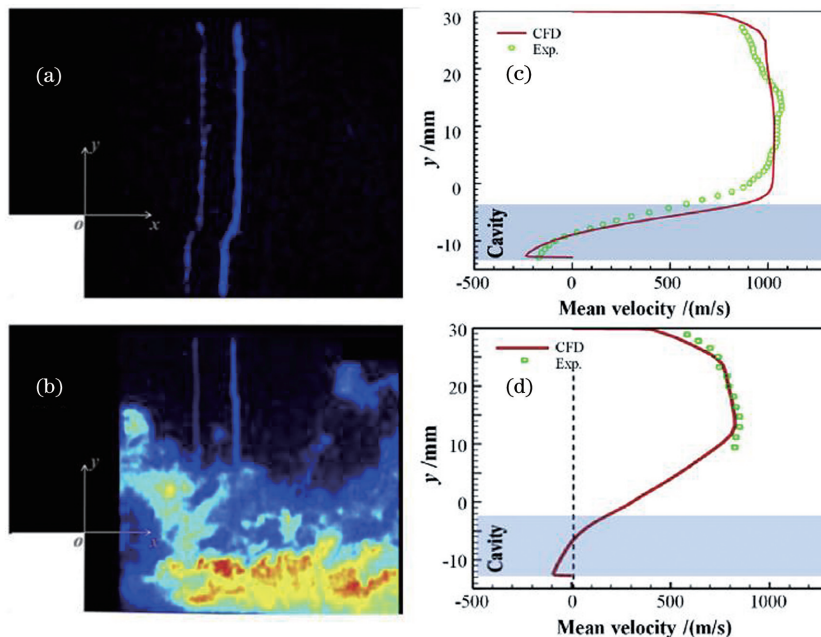 (a)
y
o
x
(c)
CFD
Exp.
y /mm
30
20
10
0
-10
Cavity
-500
0
500
1000
Mean velocity /(m/s)
(b)
y
o
x
(d)
CFD
Exp.
y /mm
30
20
10
0
-10
Cavity
-500
0
500
1000
Mean velocity /(m/s)